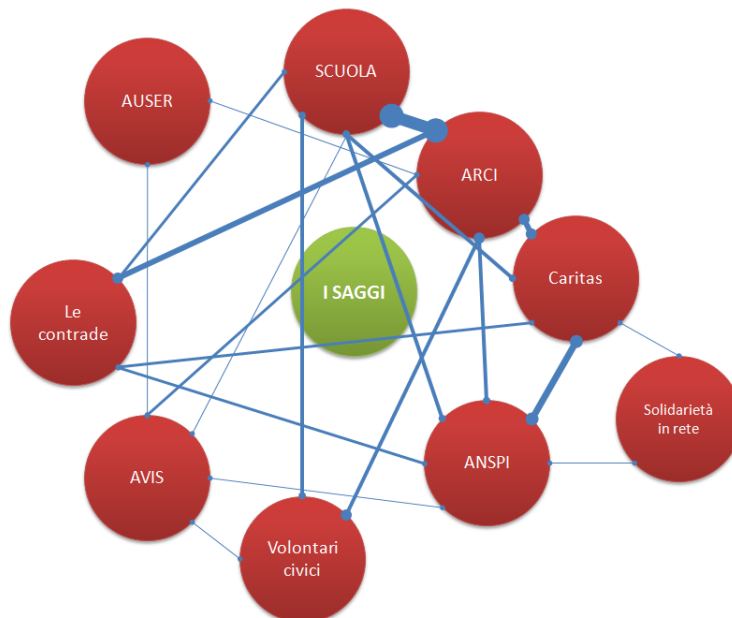 SCUOLA
AUSER
ARCI
Caritas
I SAGGI
Le
contrade
Solidarietà
in rete
ANSPI
AVIS
Volontari
civici